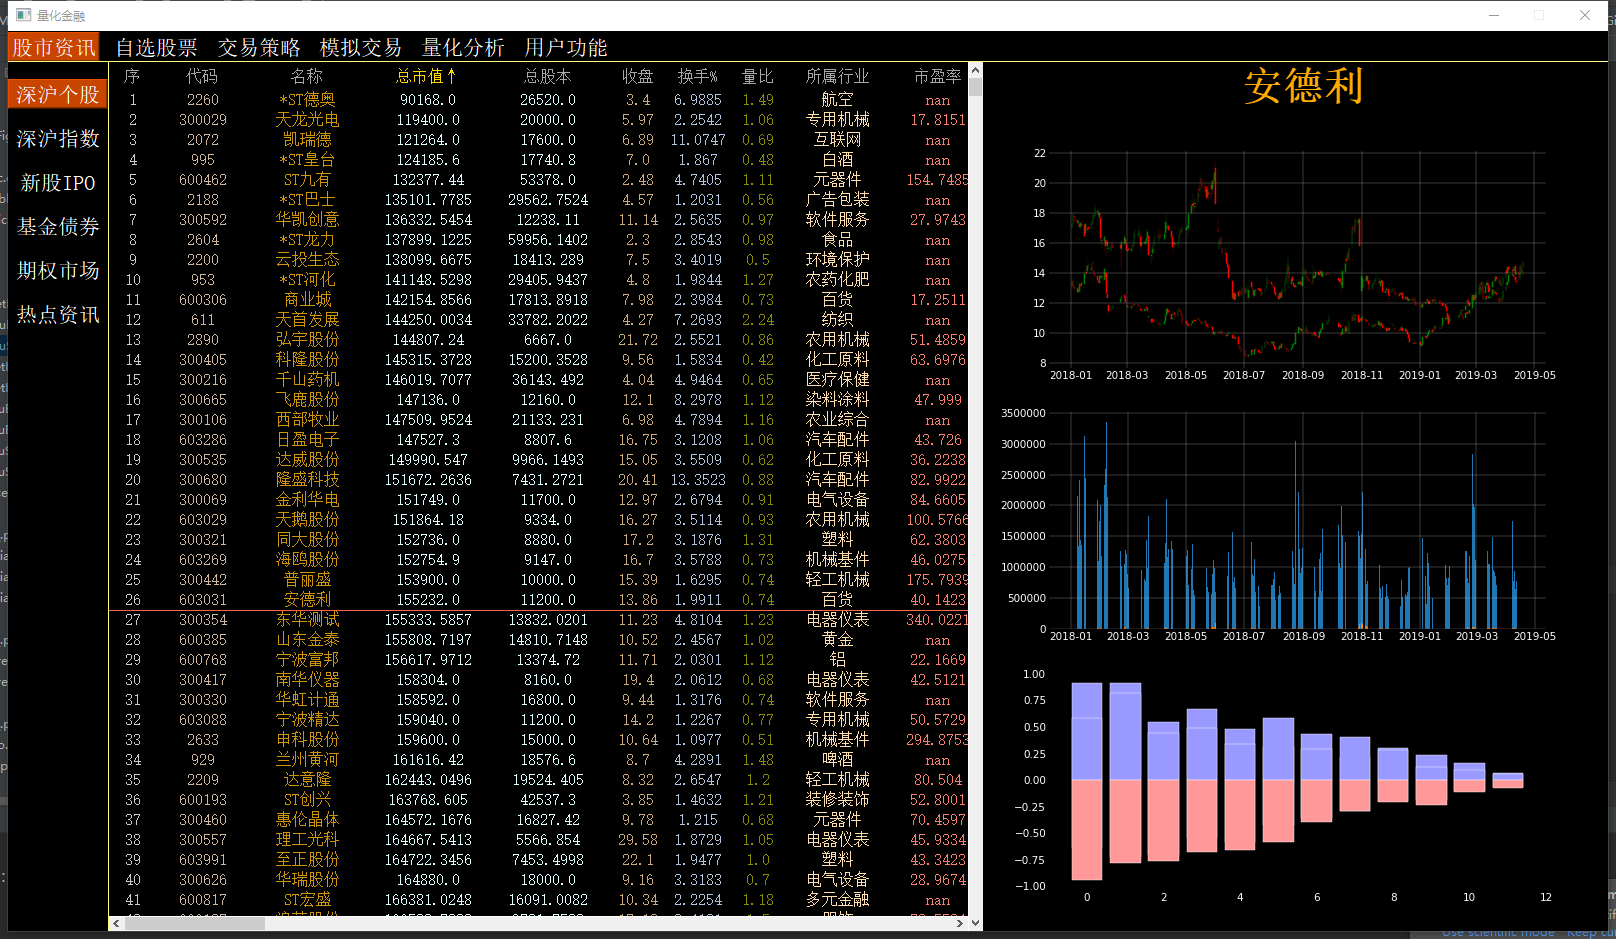 量化金融
股市资讯 自选股票 交易策略 模拟交易 量化分析 用户功能
深沪个股
深沪指数
新股IPO
基金债券
期权市场
热点资讯
序 代码 名称 总市值↑ 总股本 收盘 换手% 量比 所属行业 市盈率
1 2260 *ST德奥 90168.0 26520.0 3.4 6.9885 1.49 航空 nan
2 300029 天龙光电 119400.0 20000.0 5.97 2.2542 1.06 专用机械 17.8151
3 2072 凯瑞德 121264.0 17600.0 6.89 11.0747 0.69 互联网 nan
4 995 *ST皇台 124185.6 17740.8 7.0 1.867 0.48 白酒 nan
5 600462 ST九有 132377.44 53378.0 2.48 4.7405 1.11 元器件 154.7485
6 2188 *ST巴士 135101.7785 29562.7524 4.57 1.2031 0.56 广告包装 nan
7 300592 华凯创意 136332.5454 12238.11 11.14 2.5635 0.97 软件服务 27.9743
8 2604 *ST龙力 137899.1225 59956.1402 2.3 2.8543 0.98 食品 nan
9 2200 云投生态 138099.6675 18413.289 7.5 3.4019 0.5 环境保护 nan
10 953 *ST河化 141148.5298 29405.9437 4.8 1.9844 1.27 农药化肥 nan
11 600306 商业城 142154.8566 17813.8918 7.98 2.3984 0.73 百货 17.2511
12 611 天首发展 144250.0034 33782.2022 4.27 7.2693 2.24 纺织 nan
13 2890 弘宇股份 144807.24 6667.0 21.72 2.5521 0.86 农用机械 51.4859
14 300405 科隆股份 145315.3728 15200.3528 9.56 1.5834 0.42 化工原料 63.6976
15 300216 千山药机 146019.7077 36143.492 4.04 4.9464 0.65 医疗保健 nan
16 300665 飞鹿股份 147136.0 12160.0 12.1 8.2978 1.12 染料涂料 47.999
17 300106 西部牧业 147509.9524 21133.231 6.98 4.7894 1.16 农业综合 nan
18 603286 日盈电子 147527.3 8807.6 16.75 3.1208 1.06 汽车配件 43.726
19 300535 达威股份 149990.547 9966.1493 15.05 3.5509 0.62 化工原料 36.2238
20 300680 隆盛科技 151672.2636 7431.2721 20.41 13.3523 0.88 汽车配件 82.9922
21 300069 金利华电 151749.0 11700.0 12.97 2.6794 0.91 电气设备 84.6605
22 603029 天鹅股份 151864.18 9334.0 16.27 3.5114 0.93 农用机械 100.5766
23 300321 同大股份 152736.0 8880.0 17.2 3.1876 1.31 塑料 62.3803
24 603269 海鸥股份 152754.9 9147.0 16.7 3.5788 0.73 机械基件 46.0275
25 300442 普丽盛 153900.0 10000.0 15.39 1.6295 0.74 轻工机械 175.7939
26 603031 安德利 155232.0 11200.0 13.86 1.9911 0.74 百货 40.1423
27 300354 东华测试 155333.5857 13832.0201 11.23 4.8104 1.23 电器仪表 340.0221
28 600385 山东金泰 155808.7197 14810.7148 10.52 2.4567 1.02 黄金 nan
29 600768 宁波富邦 156617.9712 13374.72 11.71 2.0301 1.12 铝 22.1669
30 300417 南华仪器 158304.0 8160.0 19.4 2.0612 0.68 电器仪表 42.5121
31 300330 华虹计通 158592.0 16800.0 9.44 1.3176 0.74 软件服务 nan
32 603088 宁波精达 159040.0 11200.0 14.2 1.2267 0.77 专用机械 50.5729
33 2633 申科股份 159600.0 15000.0 10.64 1.0977 0.51 机械基件 294.8753
34 929 兰州黄河 161616.42 18576.6 8.7 4.2891 1.48 啤酒 nan
35 2209 达意隆 162443.0496 19524.405 8.32 2.6547 1.2 轻工机械 80.504
36 600193 ST创兴 163768.605 42537.3 3.85 1.4632 1.21 装修装饰 52.8001
37 300460 惠伦晶体 164572.1676 16827.42 9.78 1.215 0.68 元器件 70.4597
38 300557 理工光科 164667.5413 5566.854 29.58 1.8729 1.05 电器仪表 45.9334
39 603991 至正股份 164722.3456 7453.4998 22.1 1.9477 1.0 塑料 43.3423
40 300626 华瑞股份 164880.0 18000.0 9.16 3.3183 0.7 电气设备 28.9674
41 600817 ST宏盛 166381.0248 16091.0082 10.34 2.2254 1.18 多元金融 nan
安德利
22
20
18
16
14
12
10
8
2018-01 2018-03 2018-05 2018-07 2018-09 2018-11 2019-01 2019-03 2019-05
3500000
3000000
2500000
2000000
1500000
1000000
500000
0
2018-01 2018-03 2018-05 2018-07 2018-09 2018-11 2019-01 2019-03 2019-05
1.00
0.75
0.50
0.25
0.00
−0.25
−0.50
−0.75
−1.00
0 2 4 6 8 10 12
Use scientific mode